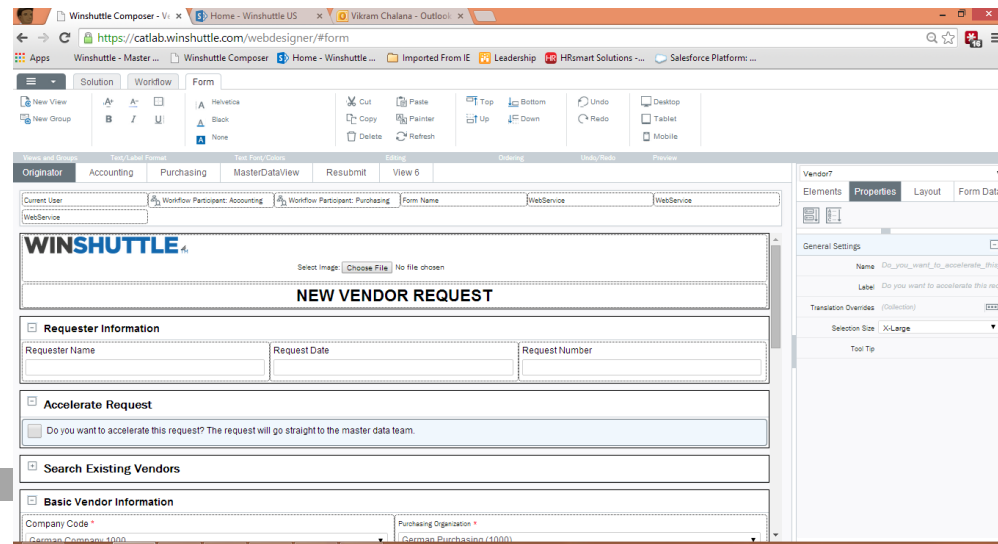 Winshuttle Composer - Vi × Home - Winshuttle US × Vikram Chalana - Outlook ×
https://catlab.winshuttle.com/webdesigner/#form
Apps Winshuttle - Master ... Winshuttle Composer Home - Winshuttle ... Imported From IE Leadership HRsmart Solutions -... Salesforce Platform: ...
Solution Workflow Form
New View A+ A- A Helvetica Cut Paste Top Bottom Undo Desktop
New Group B I U A Black Copy Painter Up Down Redo Tablet
A None Delete Refresh Mobile
Views and Groups Text/Label Format Text Font/Colors Editing Ordering Undo/Redo Preview
Originator Accounting Purchasing MasterDataView Resubmit View 6
Vendor7
Elements Properties Layout Form Data
Current User Workflow Participant: Accounting Workflow Participant: Purchasing Form Name WebService WebService
WebService
WINSHUTTLE
Select Image: Choose File No file chosen
NEW VENDOR REQUEST
General Settings
Name Do_you_want_to_accelerate_this
Label Do you want to accelerate this rec
Translation Overrides (Collection)
Selection Size X-Large
Tool Tip
Requester Information
Requester Name Request Date Request Number
Accelerate Request
Do you want to accelerate this request? The request will go straight to the master data team.
Search Existing Vendors
Basic Vendor Information
Company Code * Purchasing Organization *
German Company 1000 German Purchasing (1000)